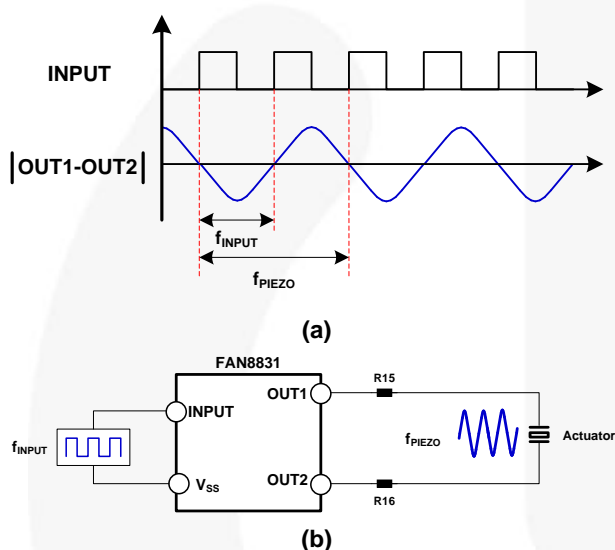 INPUT
|OUT1-OUT2|
fINPUT
fPIEZO
(a)
FAN8831
INPUT
OUT1
R15
fINPUT
fPIEZO
Actuator
VSS
OUT2
R16
(b)